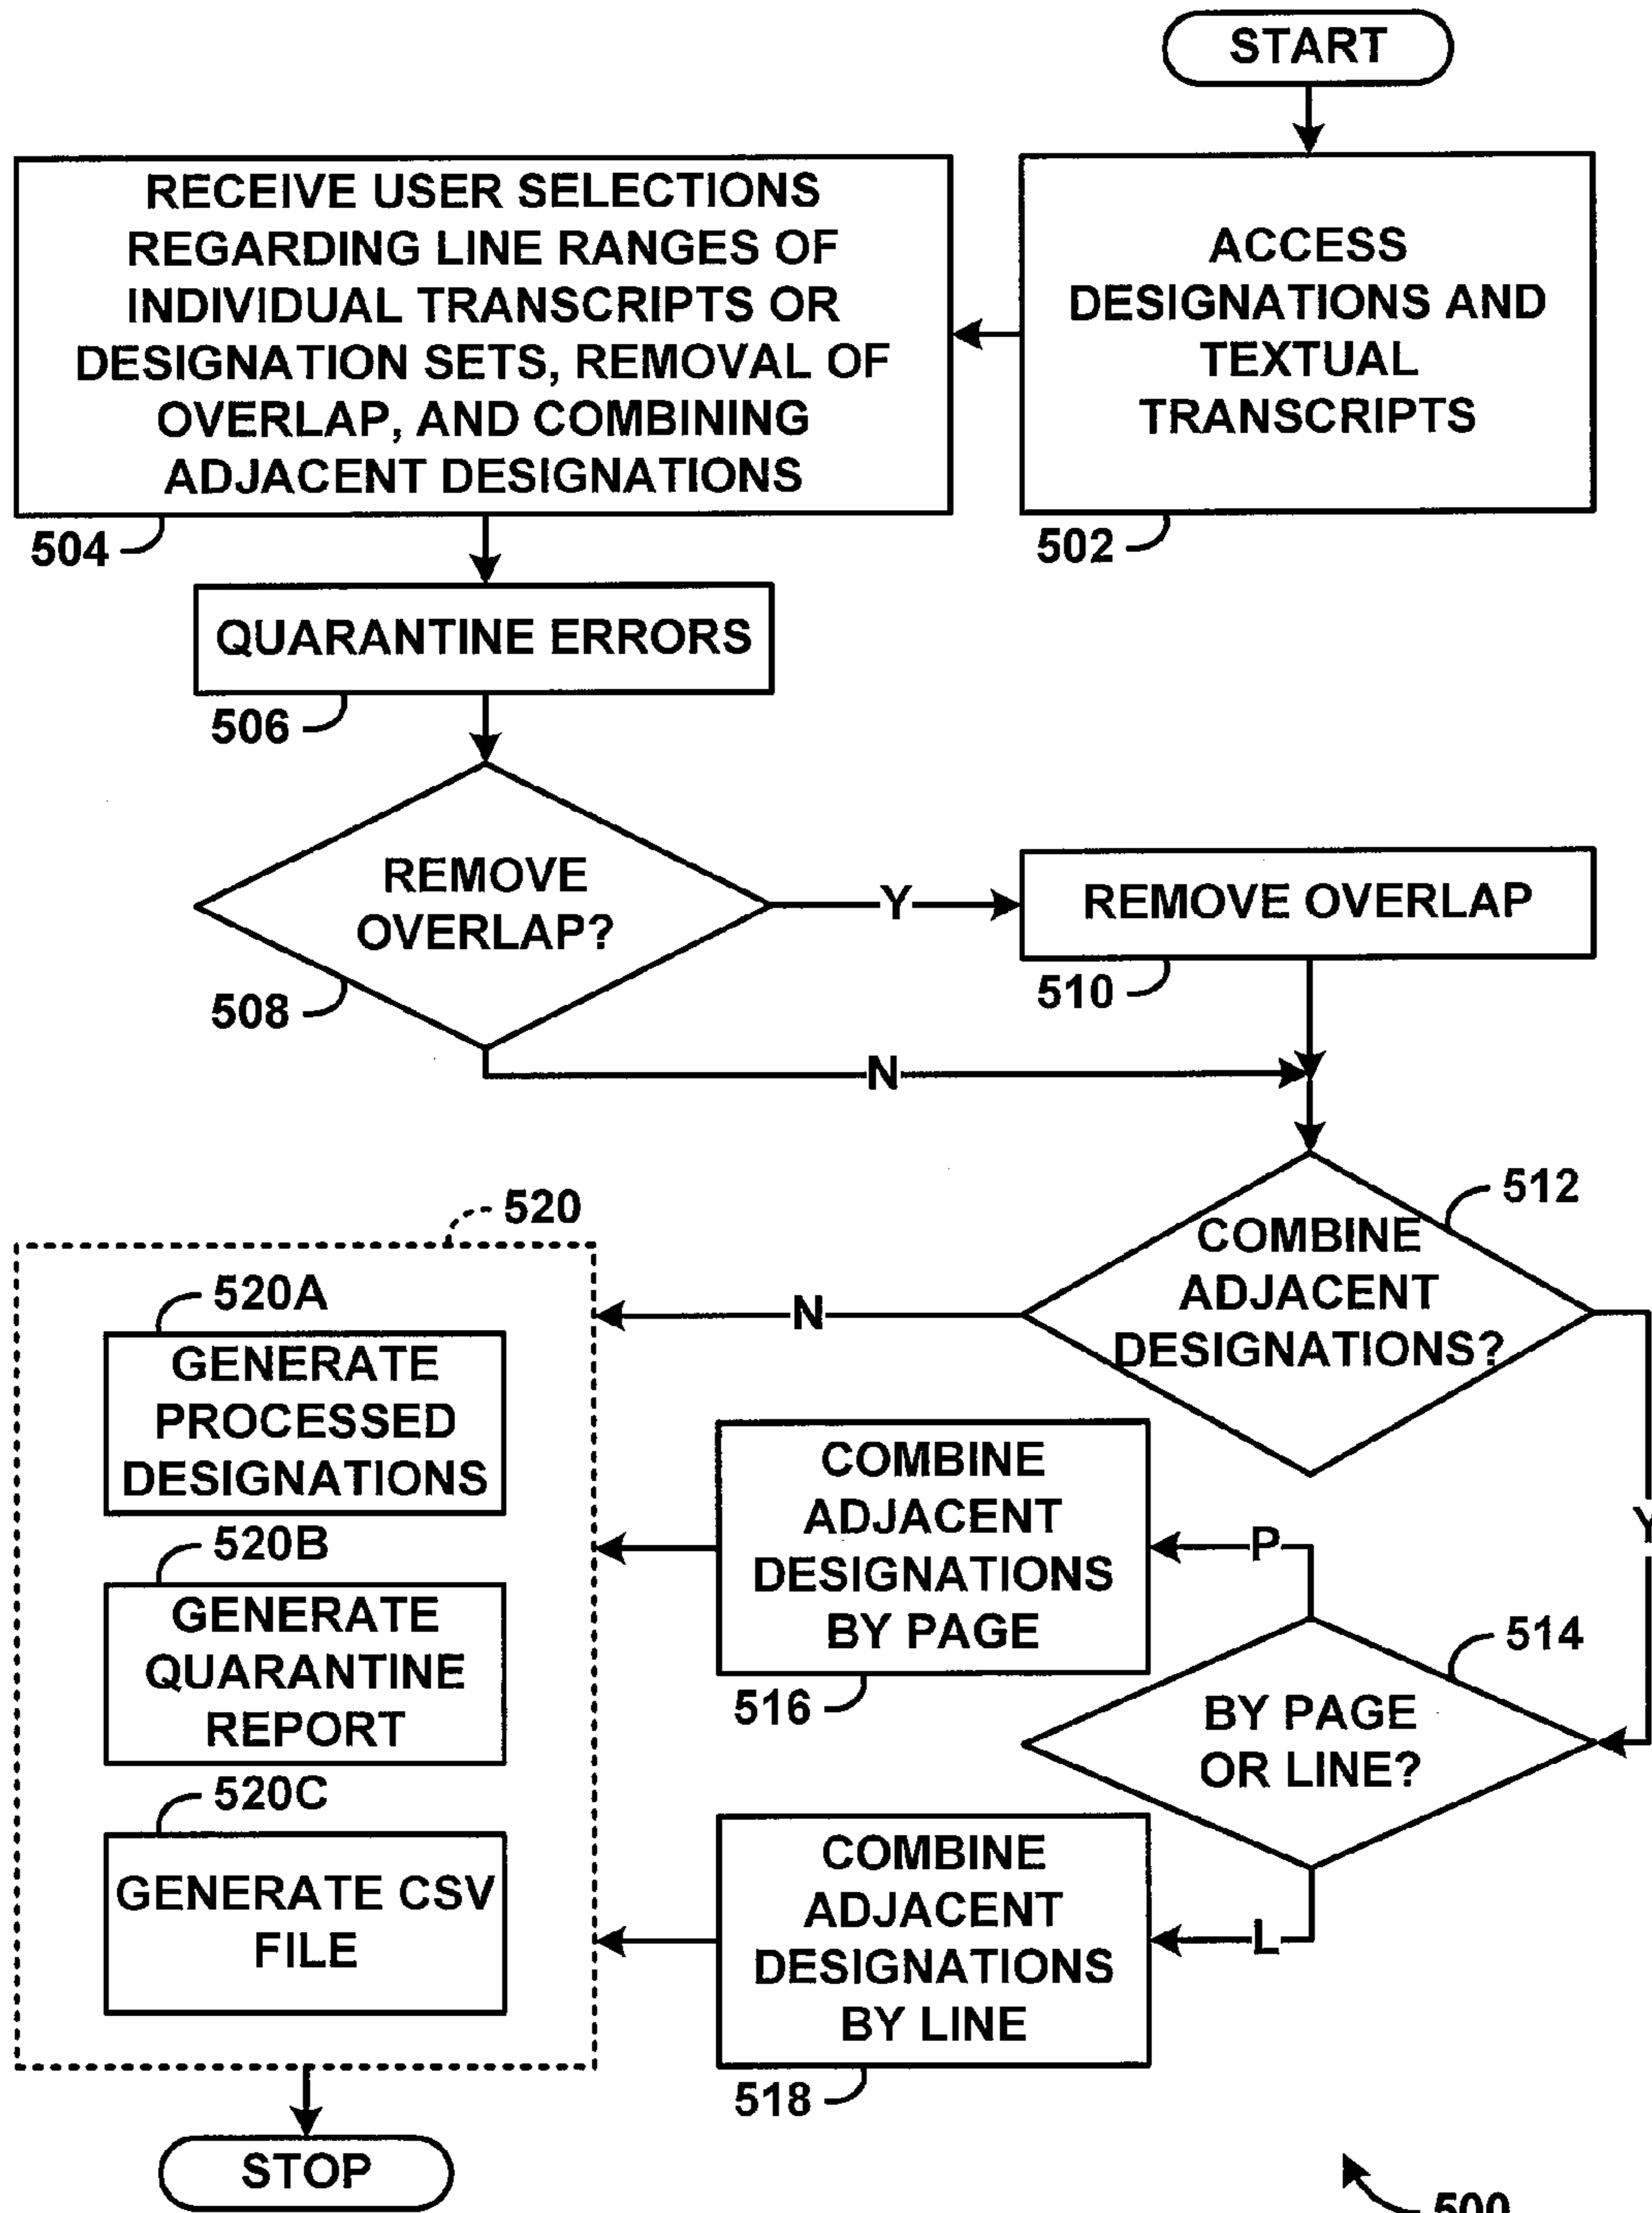 START
ACCESS
DESIGNATIONS AND
TEXTUAL
TRANSCRIPTS
502
RECEIVE USER SELECTIONS
REGARDING LINE RANGES OF
INDIVIDUAL TRANSCRIPTS OR
DESIGNATION SETS, REMOVAL OF
OVERLAP, AND COMBINING
ADJACENT DESIGNATIONS
504
QUARANTINE ERRORS
506
REMOVE
OVERLAP?
508
Y
REMOVE OVERLAP
510
N
512
COMBINE
ADJACENT
DESIGNATIONS?
N
Y
514
BY PAGE
OR LINE?
P
COMBINE
ADJACENT
DESIGNATIONS
BY PAGE
516
L
COMBINE
ADJACENT
DESIGNATIONS
BY LINE
518
520
520A
GENERATE
PROCESSED
DESIGNATIONS
520B
GENERATE
QUARANTINE
REPORT
520C
GENERATE CSV
FILE
STOP
500